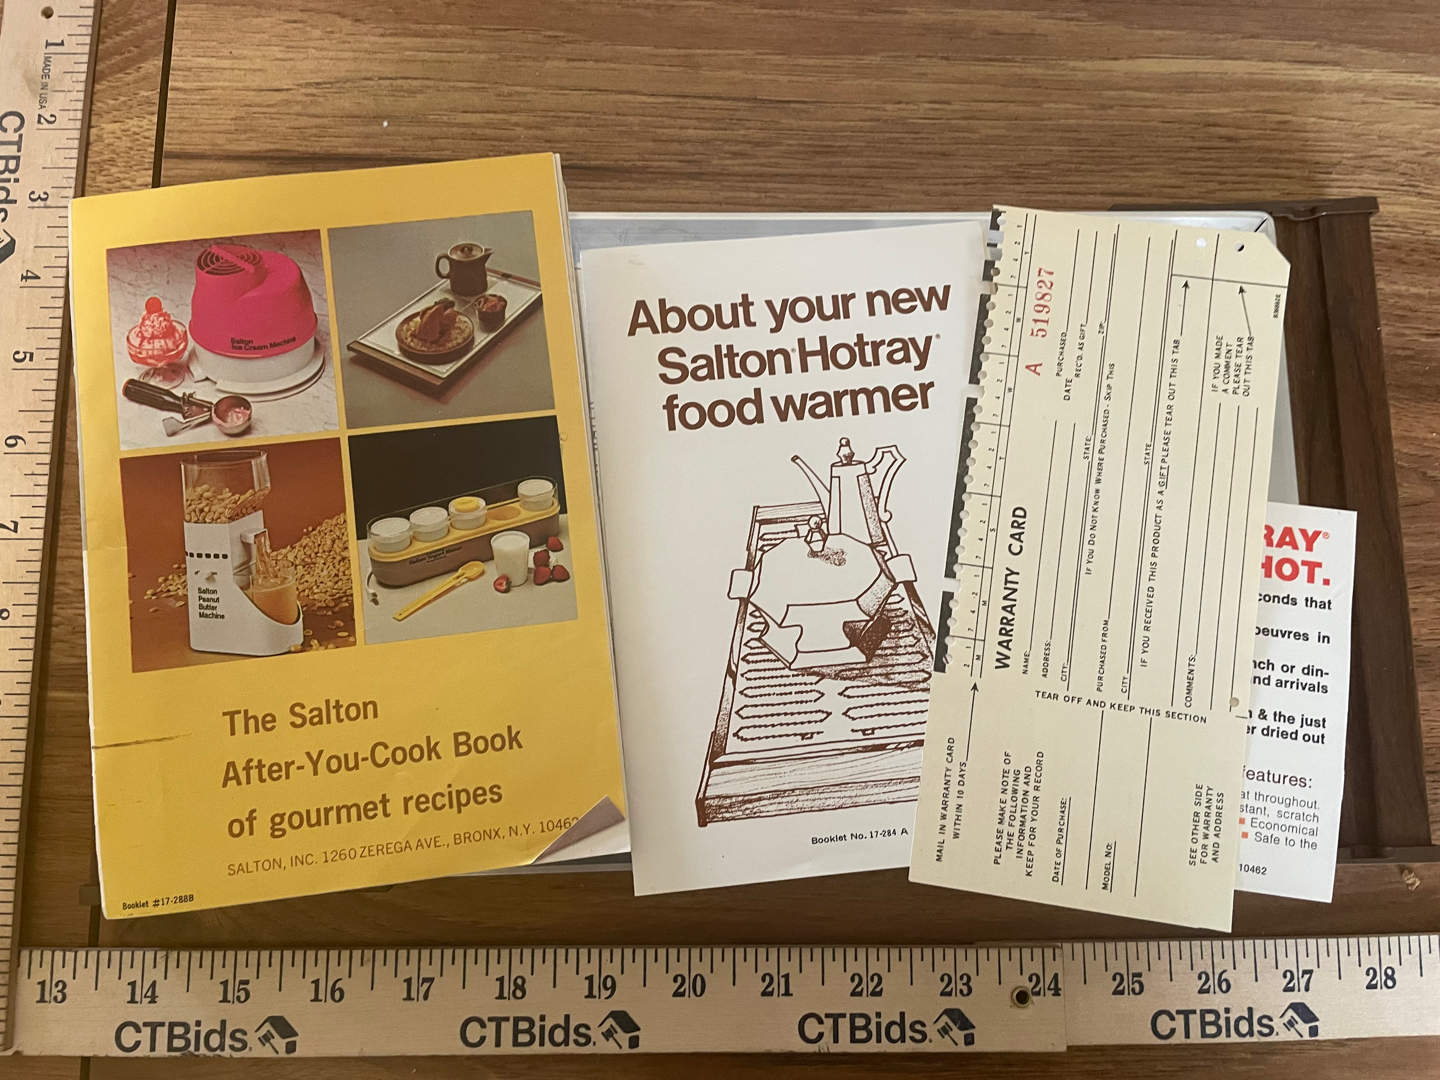 1
MADE IN USA
2
3
4
5
6
7
8
CTBids
Salton
Ice Cream Machine
Salton
Peanut
Butter
Machine
The Salton
After-You-Cook Book
of gourmet recipes
SALTON, INC. 1260 ZEREGA AVE., BRONX, N.Y. 10462
Booklet #17-288B
About your new
Salton® Hotray®
food warmer
Booklet No. 17-284 A
A 519827
WARRANTY CARD
NAME:
ADDRESS:
CITY:
STATE:
ZIP:
DATE
PURCHASED
REC'D. AS GIFT
IF YOU DO NOT KNOW WHERE PURCHASED - SKIP THIS
PURCHASED FROM
CITY
STATE
IF YOU RECEIVED THIS PRODUCT AS A GIFT PLEASE TEAR OUT THIS TAB
COMMENTS:
IF YOU MADE
A COMMENT
PLEASE TEAR
OUT THIS TAB
TEAR OFF AND KEEP THIS SECTION
MAIL IN WARRANTY CARD
WITHIN 10 DAYS
PLEASE MAKE NOTE OF
THE FOLLOWING
INFORMATION AND
KEEP FOR YOUR RECORD
DATE OF PURCHASE:
MODEL NO:
SEE OTHER SIDE
FOR WARRANTY
AND ADDRESS
RAY®
HOT.
conds that
oeuvres in
nch or din-
nd arrivals
& the just
er dried out
eatures:
at throughout.
stant, scratch
Economical
Safe to the
10462
13 14 15 16 17 18 19 20 21 22 23 24 25 26 27 28
CTBids. CTBids. CTBids. CTBids.